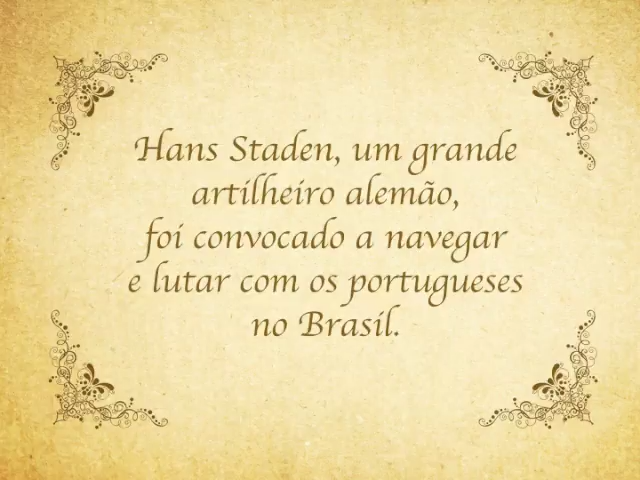 Hans Staden, um grande
artilheiro alemão,
foi convocado a navegar
e lutar com os portugueses
no Brasil.